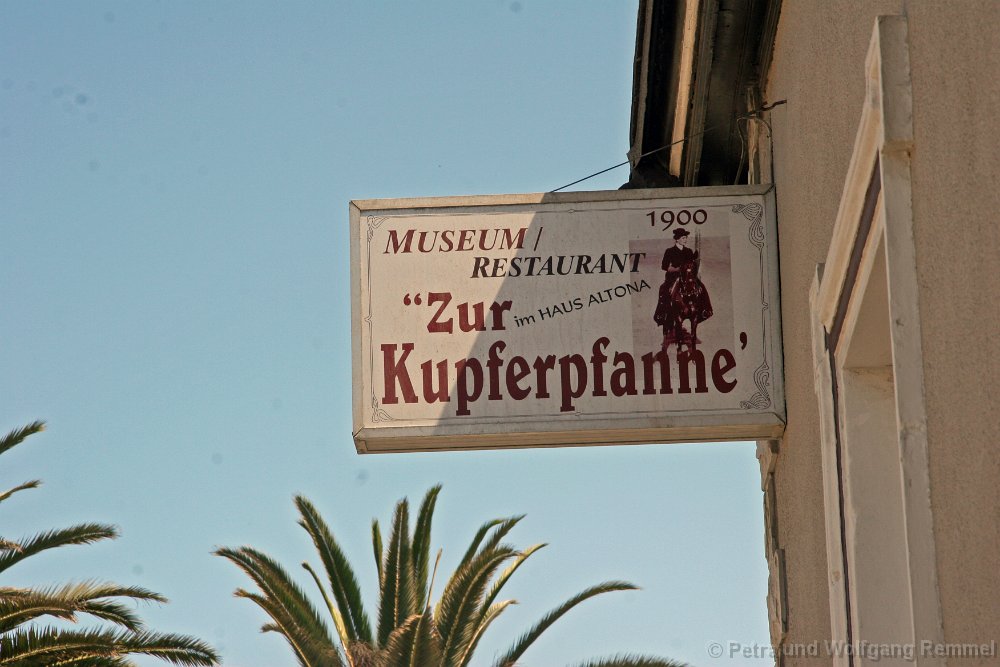 1900
MUSEUM/
RESTAURANT
im HAUS ALTONA
“Zur
Kupferpfanne’
© Petra und Wolfgang Remmel